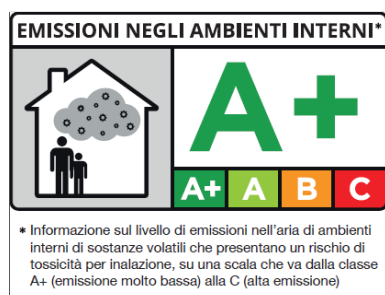 EMISSIONI NEGLI AMBIENTI INTERNI*
A+
A+ A B C
* Informazione sul livello di emissioni nell'aria di ambienti
interni di sostanze volatili che presentano un rischio di
tossicità per inalazione, su una scala che va dalla classe
A+ (emissione molto bassa) alla C (alta emissione)